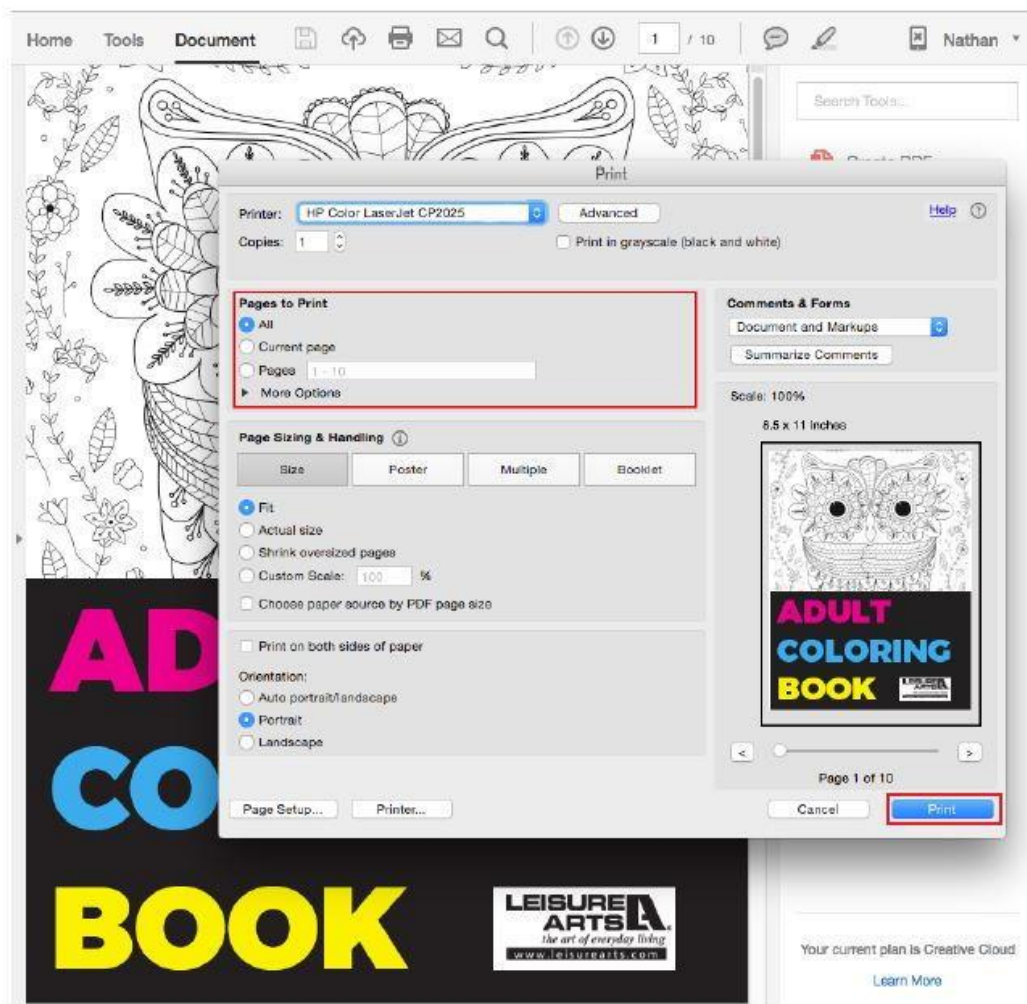 Home Tools Document 1 / 10 Nathan
Search Tools...
Create PDF
Print
Printer: HP Color LaserJet CP2025 Advanced Help
Copies: 1 Print in grayscale (black and white)
Pages to Print
All
Current page
Pages 1 - 10
More Options
Comments & Forms
Document and Markups
Summarize Comments
Scale: 100%
8.5 x 11 Inches
Page Sizing & Handling
Size Poster Multiple Booklet
Fit
Actual size
Shrink oversized pages
Custom Scale: 100 %
Choose paper source by PDF page size
Print on both sides of paper
Orientation:
Auto portrait/landscape
Portrait
Landscape
ADULT
COLORING
BOOK
< >
Page 1 of 10
Page Setup... Printer... Cancel Print
AD
CO
BOOK
LEISURE
ARTS
the art of everyday living
www.leisurearts.com
Your current plan is Creative Cloud
Learn More